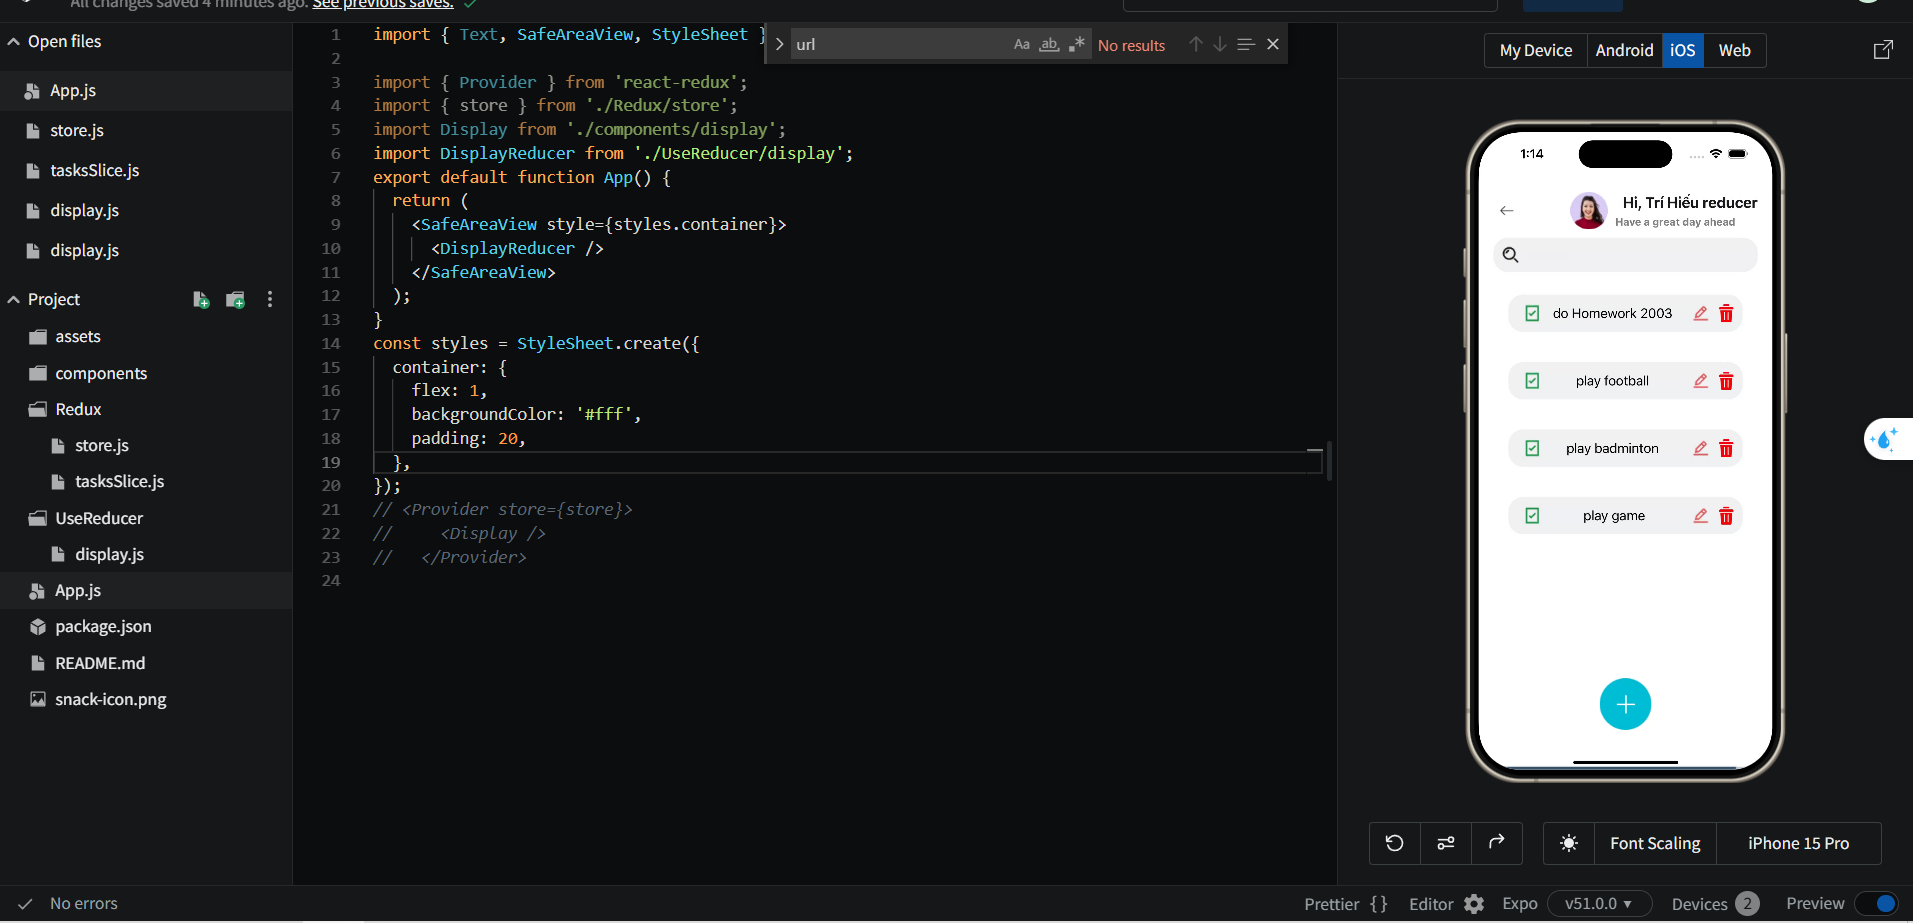 All changes saved 4 minutes ago. See previous saves.
Open files
App.js
store.js
tasksSlice.js
display.js
display.js
Project
assets
components
Redux
store.js
tasksSlice.js
UseReducer
display.js
App.js
package.json
README.md
snack-icon.png
No errors
url
Aa ab .* No results
1 import { Text, SafeAreaView, StyleSheet }
2
3 import { Provider } from 'react-redux';
4 import { store } from './Redux/store';
5 import Display from './components/display';
6 import DisplayReducer from './UseReducer/display';
7 export default function App() {
8 return (
9 <SafeAreaView style={styles.container}>
10 <DisplayReducer />
11 </SafeAreaView>
12 );
13 }
14 const styles = StyleSheet.create({
15 container: {
16 flex: 1,
17 backgroundColor: '#fff',
18 padding: 20,
19 },
20 });
21 // <Provider store={store}>
22 // <Display />
23 // </Provider>
24
My Device Android iOS Web
1:14
Hi, Trí Hiếu reducer
Have a great day ahead
do Homework 2003
play football
play badminton
play game
+
Font Scaling iPhone 15 Pro
Prettier {} Editor Expo v51.0.0 Devices 2 Preview